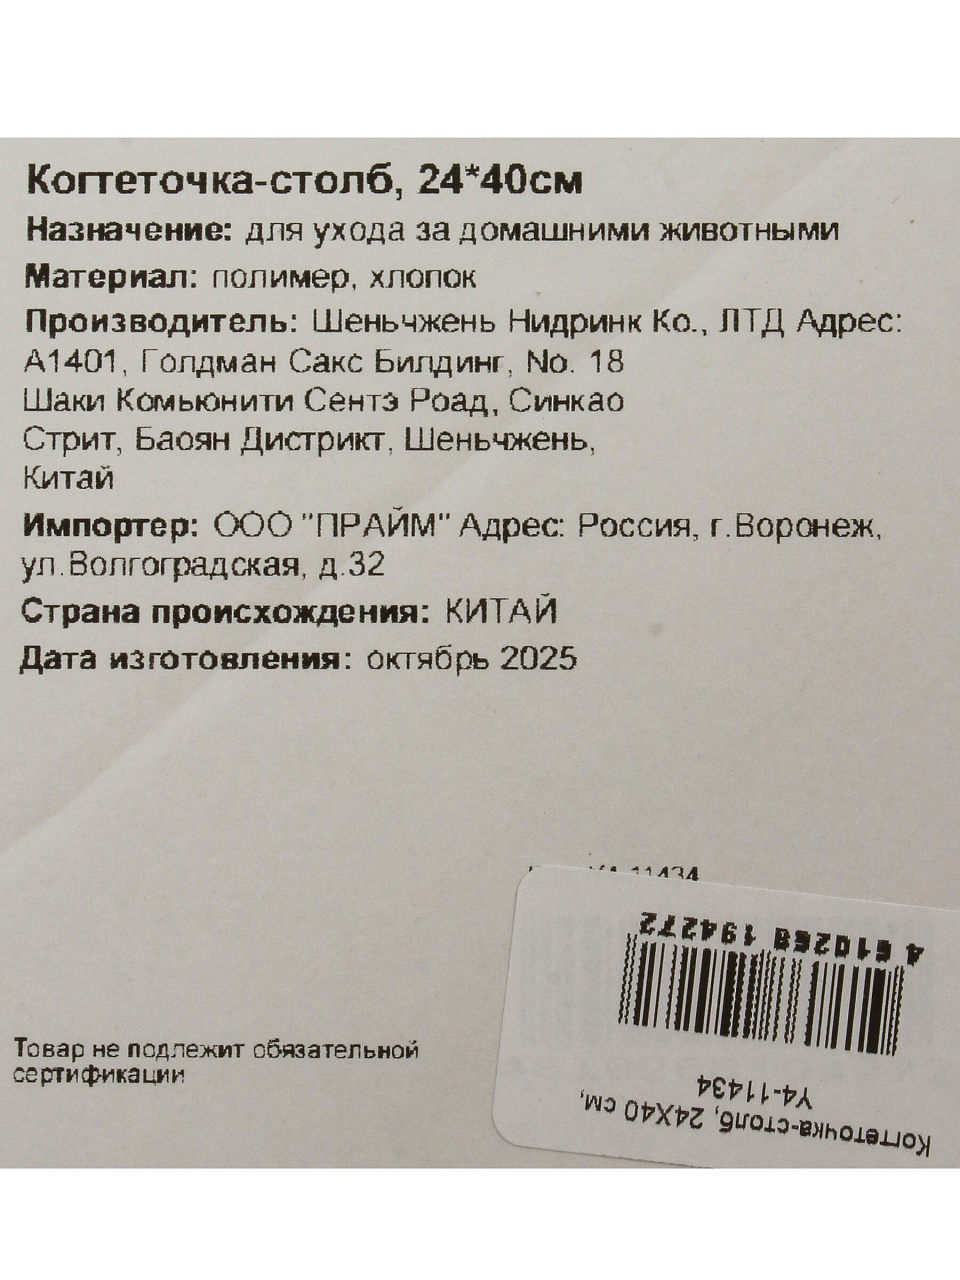 Когтеточка-столб, 24*40см
Назначение: для ухода за домашними животными
Материал: полимер, хлопок
Производитель: Шеньчжень Нидринк Ко., ЛТД Адрес:
А1401, Голдман Сакс Билдинг, No. 18
Шаки Комьюнити Сентэ Роад, Синкао
Стрит, Баоян Дистрикт, Шеньчжень,
Китай
Импортер: ООО "ПРАЙМ" Адрес: Россия, г.Воронеж,
ул.Волгоградская, д.32
Страна происхождения: КИТАЙ
Дата изготовления: октябрь 2025
11434
Товар не подлежит обязательной
сертификации
Когтеточка-столб, 24X40 см,
Y4-11434
4 610268 194272